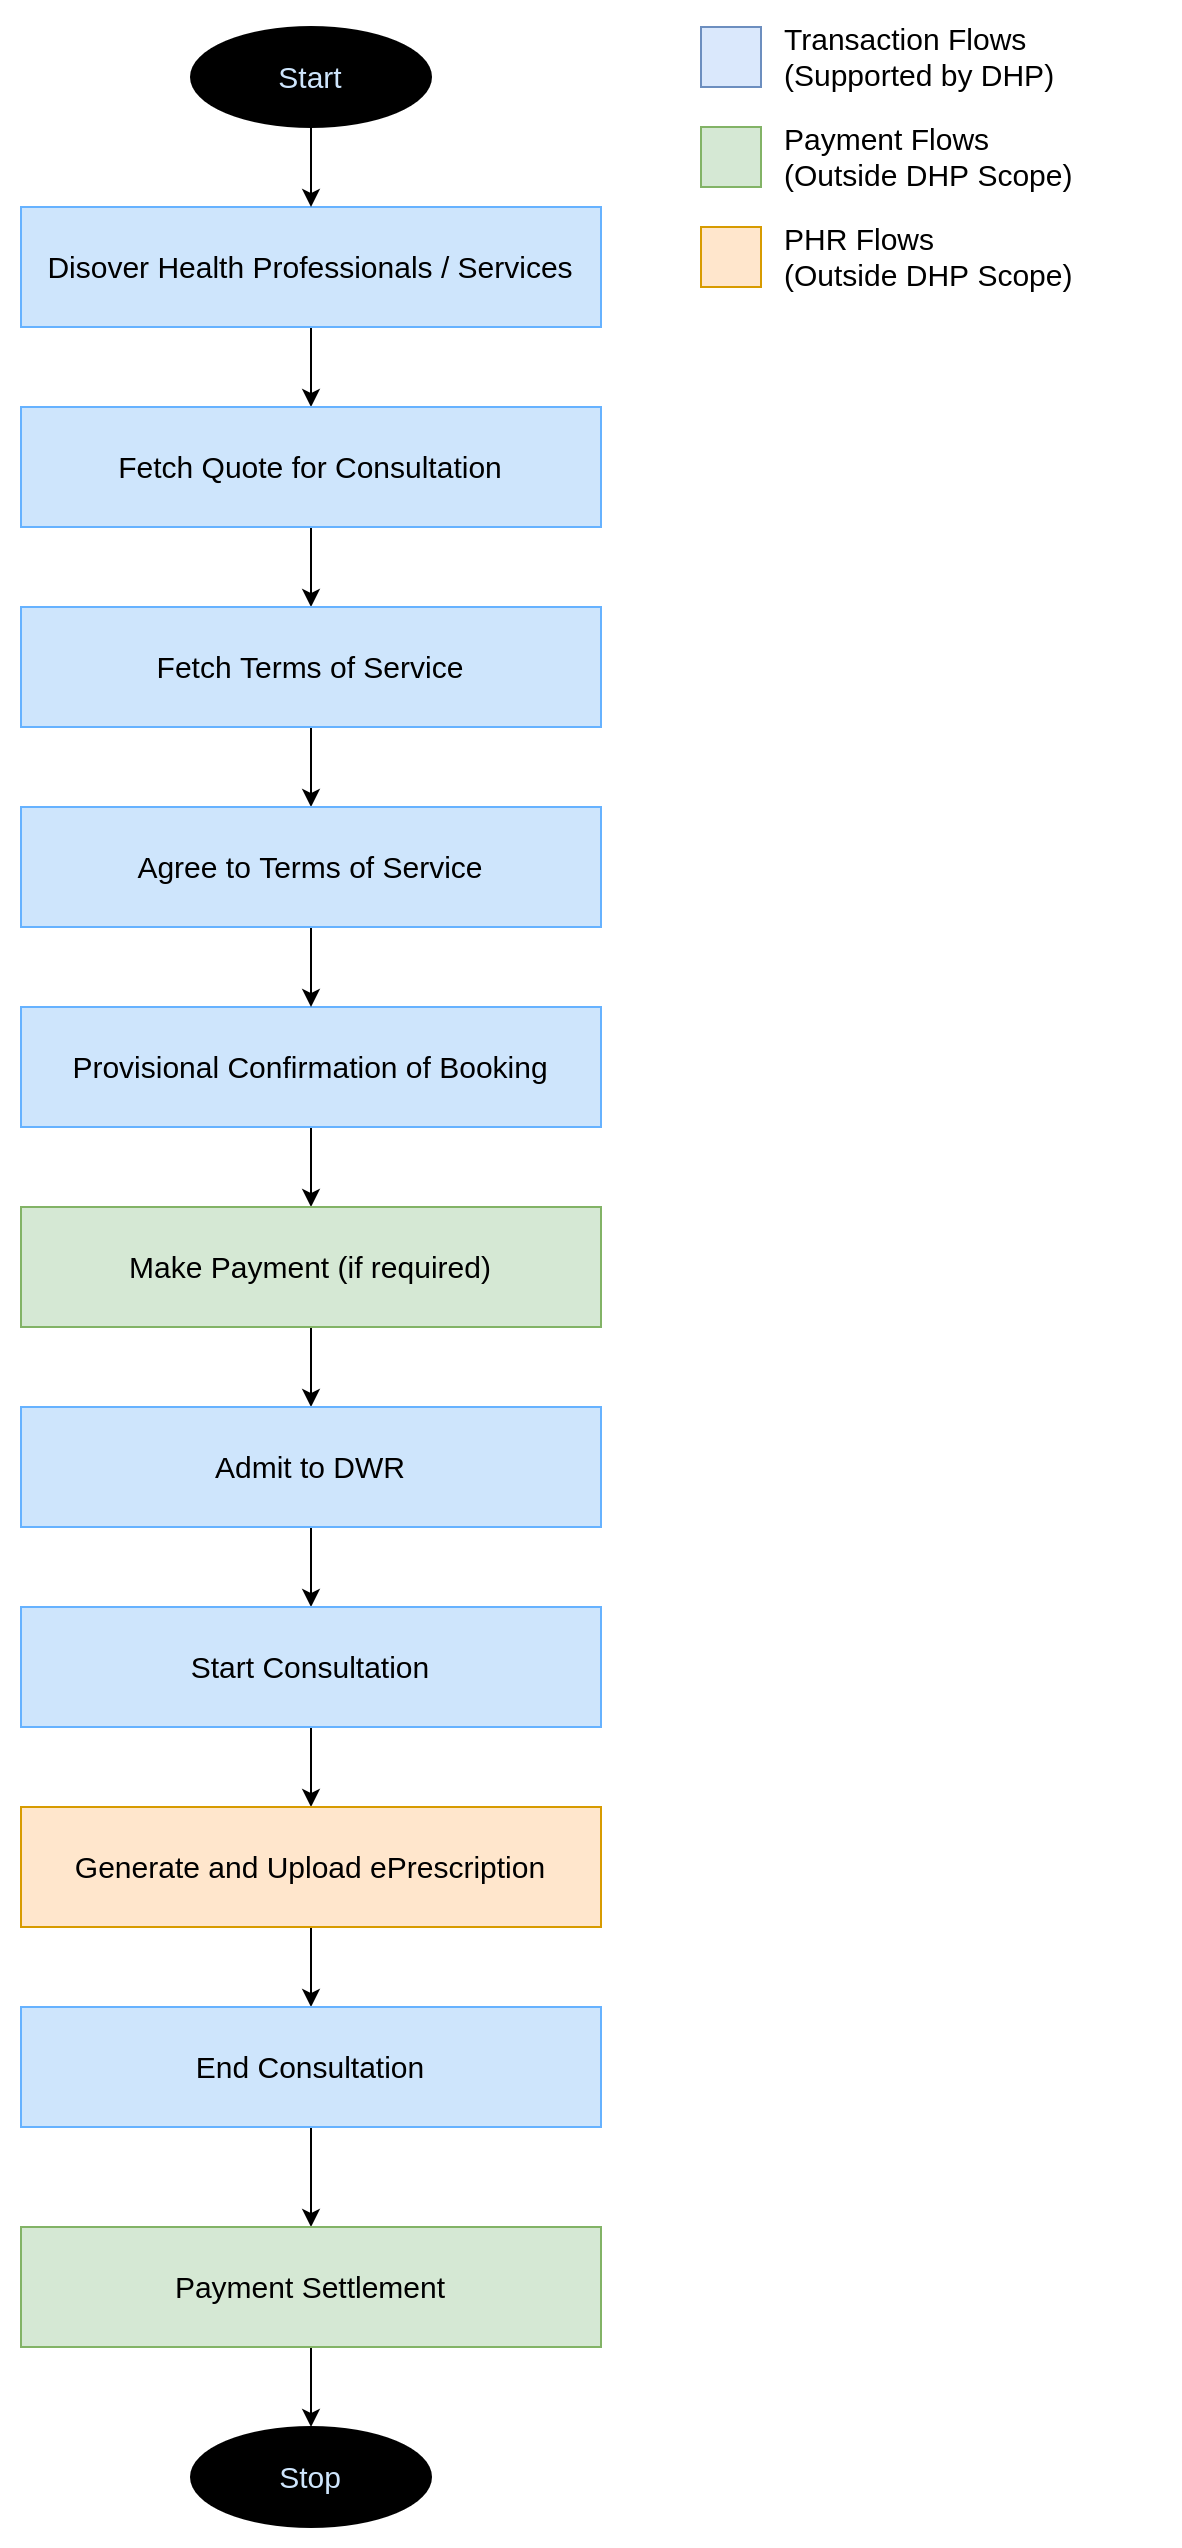 Start
Transaction Flows
(Supported by DHP)
Payment Flows
(Outside DHP Scope)
PHR Flows
(Outside DHP Scope)
Disover Health Professionals / Services
Fetch Quote for Consultation
Fetch Terms of Service
Agree to Terms of Service
Provisional Confirmation of Booking
Make Payment (if required)
Admit to DWR
Start Consultation
Generate and Upload ePrescription
End Consultation
Payment Settlement
Stop